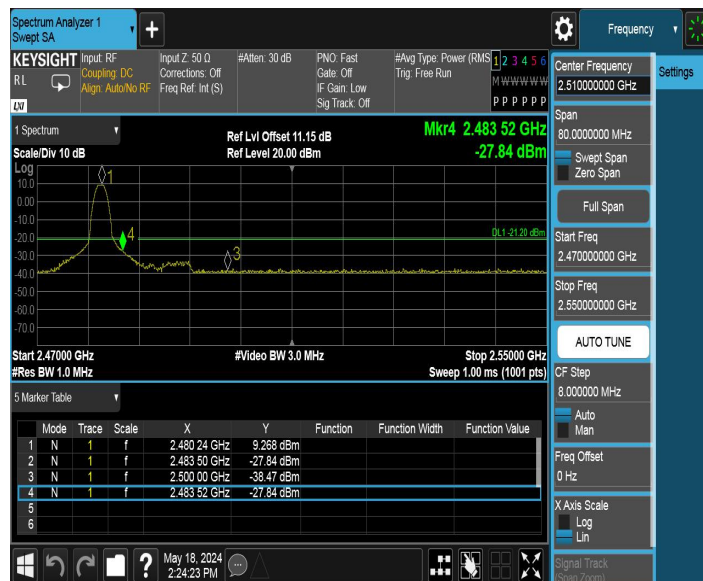 Spectrum Analyzer 1
Swept SA
+
Frequency
KEYSIGHT
RL
LXI
Input: RF
Coupling: DC
Align: Auto/No RF
Input Z: 50 Ω
Corrections: Off
Freq Ref: Int (S)
#Atten: 30 dB
PNO: Fast
Gate: Off
IF Gain: Low
Sig Track: Off
#Avg Type: Power (RMS
Trig: Free Run
1 2 3 4 5 6
M W W W W W
P P P P P P
1 Spectrum
Scale/Div 10 dB
Ref Lvl Offset 11.15 dB
Ref Level 20.00 dBm
Mkr4 2.483 52 GHz
-27.84 dBm
Log
10.0
0.00
-10.0
-20.0
-30.0
-40.0
-50.0
-60.0
-70.0
1
4
3
DL1 -21.20 dBm
Start 2.47000 GHz
#Video BW 3.0 MHz
Stop 2.55000 GHz
#Res BW 1.0 MHz
Sweep 1.00 ms (1001 pts)
5 Marker Table
Mode Trace Scale X Y Function Function Width Function Value
1 N 1 f 2.480 24 GHz 9.268 dBm
2 N 1 f 2.483 50 GHz -27.84 dBm
3 N 1 f 2.500 00 GHz -38.47 dBm
4 N 1 f 2.483 52 GHz -27.84 dBm
5
6
?
May 18, 2024
2:24:23 PM
Center Frequency
2.510000000 GHz
Settings
Span
80.0000000 MHz
Swept Span
Zero Span
Full Span
Start Freq
2.470000000 GHz
Stop Freq
2.550000000 GHz
AUTO TUNE
CF Step
8.000000 MHz
Auto
Man
Freq Offset
0 Hz
X Axis Scale
Log
Lin
Signal Track
(Span Zoom)